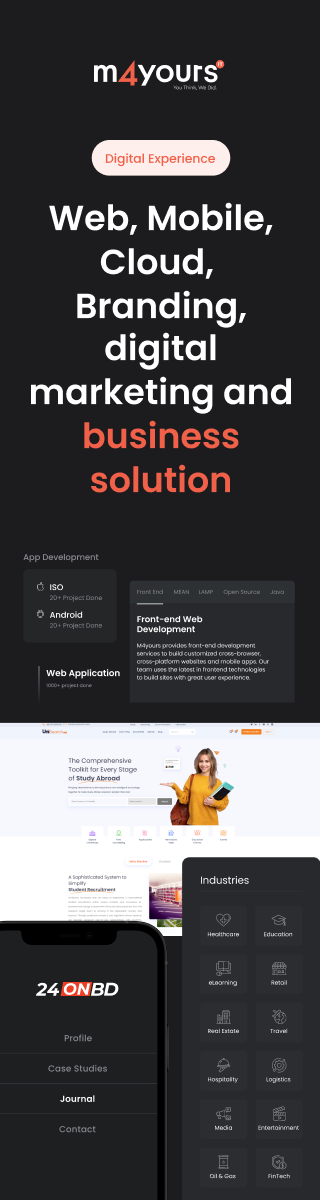 m4yours IT
You Think, We Did.
Digital Experience
Web, Mobile,
Cloud,
Branding,
digital
marketing and
business
solution
App Development
ISO
20+ Project Done
Android
20+ Project Done
Web Application
1000+ project done
Front End MEAN LAMP Open Source Java
Front-end Web
Development
M4yours provides front-end development
services to build customized cross-browser,
cross-platform websites and mobile apps. Our
team uses the latest in frontend technologies
to build sites with great user experience.
The Comprehensive
Toolkit for Every Stage
of Study Abroad
A Sophisticated System to
Simplify
Student Recruitment
Industries
Healthcare Education
eLearning Retail
Real Estate Travel
Hospitality Logistics
Media Entertainment
Oil & Gas FinTech
24 ON BD
Profile
Case Studies
Journal
Contact